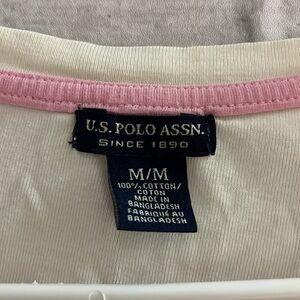 U.S. POLO ASSN.
SINCE 1890
M/M
100% COTTON/
COTON
MADE IN
BANGLADESH
FABRIQUÉ AU
BANGLADESH